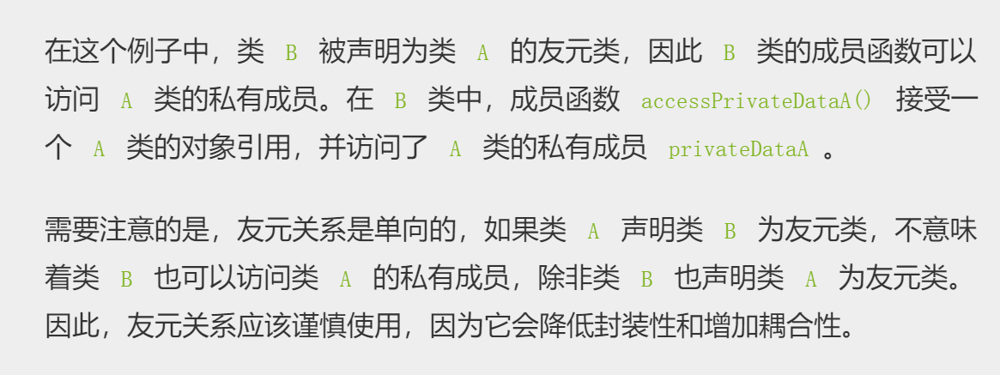 在这个例子中，类 B 被声明为类 A 的友元类，因此 B 类的成员函数可以
访问 A 类的私有成员。在 B 类中，成员函数 accessPrivateDataA() 接受一
个 A 类的对象引用，并访问了 A 类的私有成员 privateDataA 。
需要注意的是，友元关系是单向的，如果类 A 声明类 B 为友元类，不意味
着类 B 也可以访问类 A 的私有成员，除非类 B 也声明类 A 为友元类。
因此，友元关系应该谨慎使用，因为它会降低封装性和增加耦合性。